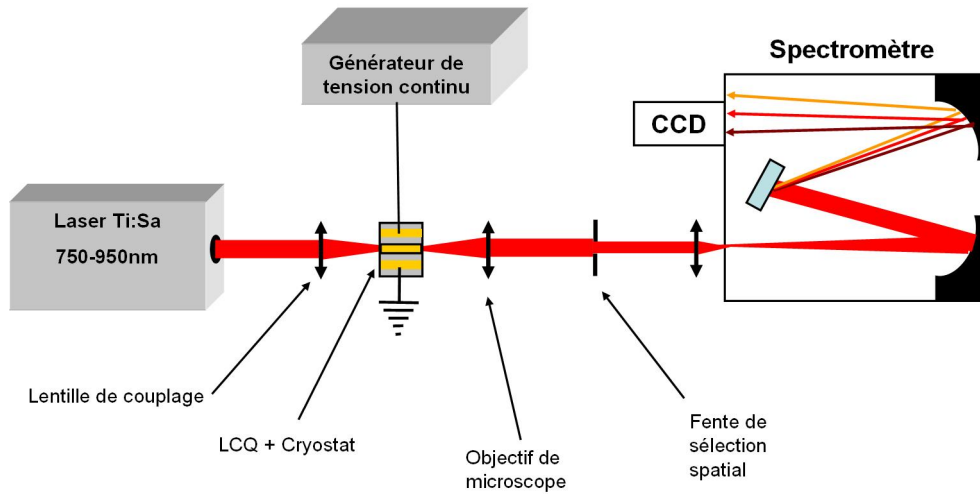 Générateur de
tension continu
Spectromètre
CCD
Laser Ti:Sa
750-950nm
Lentille de couplage
LCQ + Cryostat
Objectif de
microscope
Fente de
sélection
spatial